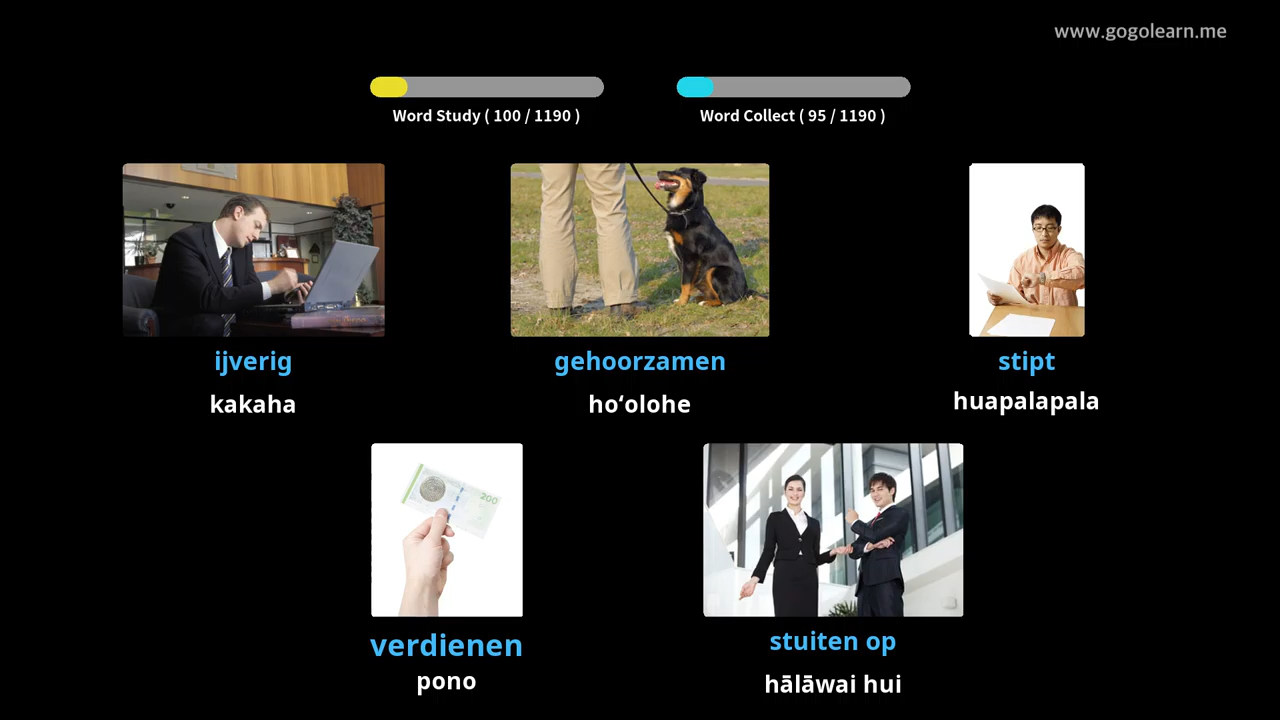 www.gogolearn.me
Word Study ( 100 / 1190 )
Word Collect ( 95 / 1190 )
ijverig
gehoorzamen
stipt
kakaha
hoʻolohe
huapalapala
200
verdienen
stuiten op
pono
hālāwai hui